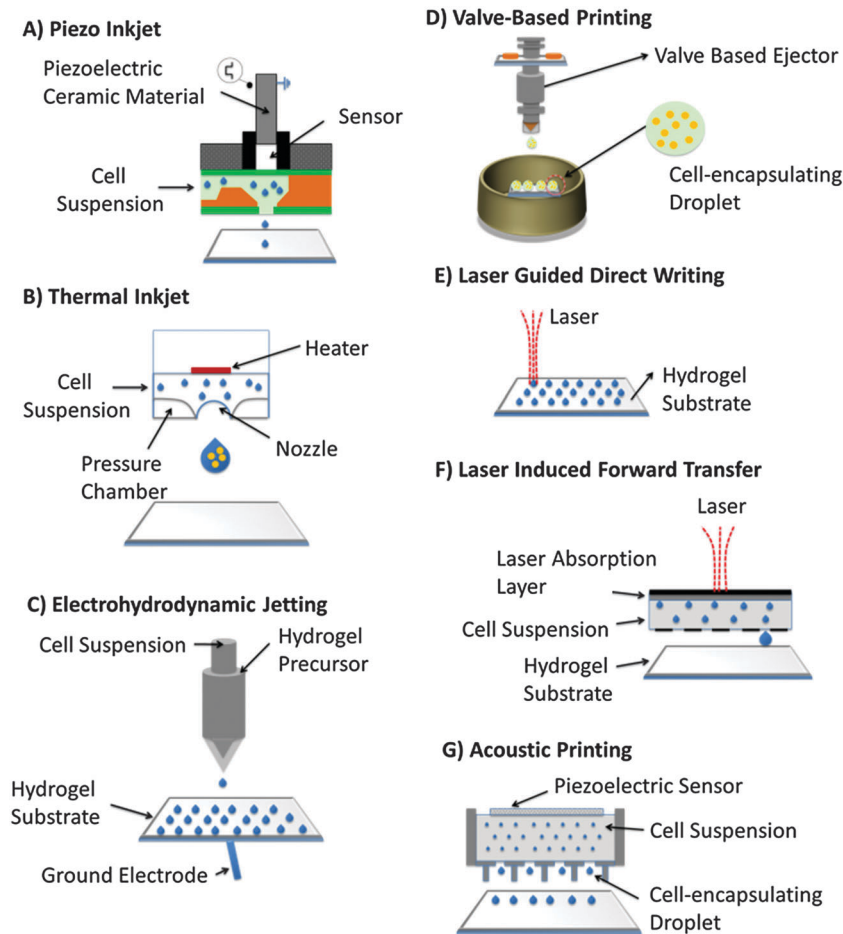 A) Piezo Inkjet
Piezoelectric
Ceramic Material
Sensor
Cell
Suspension
B) Thermal Inkjet
Heater
Cell
Suspension
Nozzle
Pressure
Chamber
C) Electrohydrodynamic Jetting
Cell Suspension
Hydrogel
Precursor
Hydrogel
Substrate
Ground Electrode
D) Valve-Based Printing
Valve Based Ejector
Cell-encapsulating
Droplet
E) Laser Guided Direct Writing
Laser
Hydrogel
Substrate
F) Laser Induced Forward Transfer
Laser
Laser Absorption
Layer
Cell Suspension
Hydrogel
Substrate
G) Acoustic Printing
Piezoelectric Sensor
Cell Suspension
Cell-encapsulating
Droplet